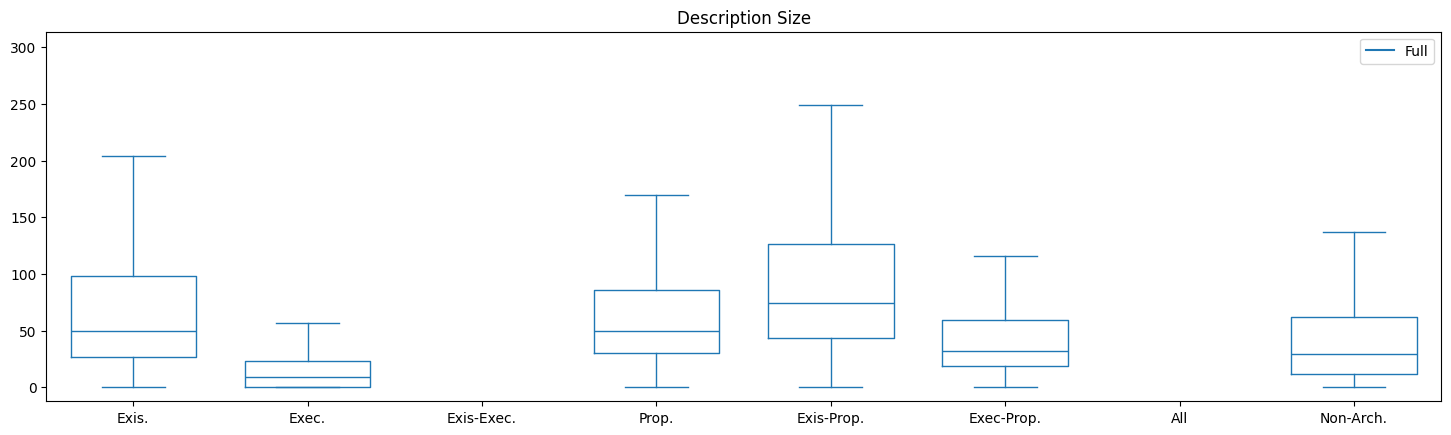 Description Size
300
250
200
150
100
50
0
Full
Exis. Exec. Exis-Exec. Prop. Exis-Prop. Exec-Prop. All Non-Arch.